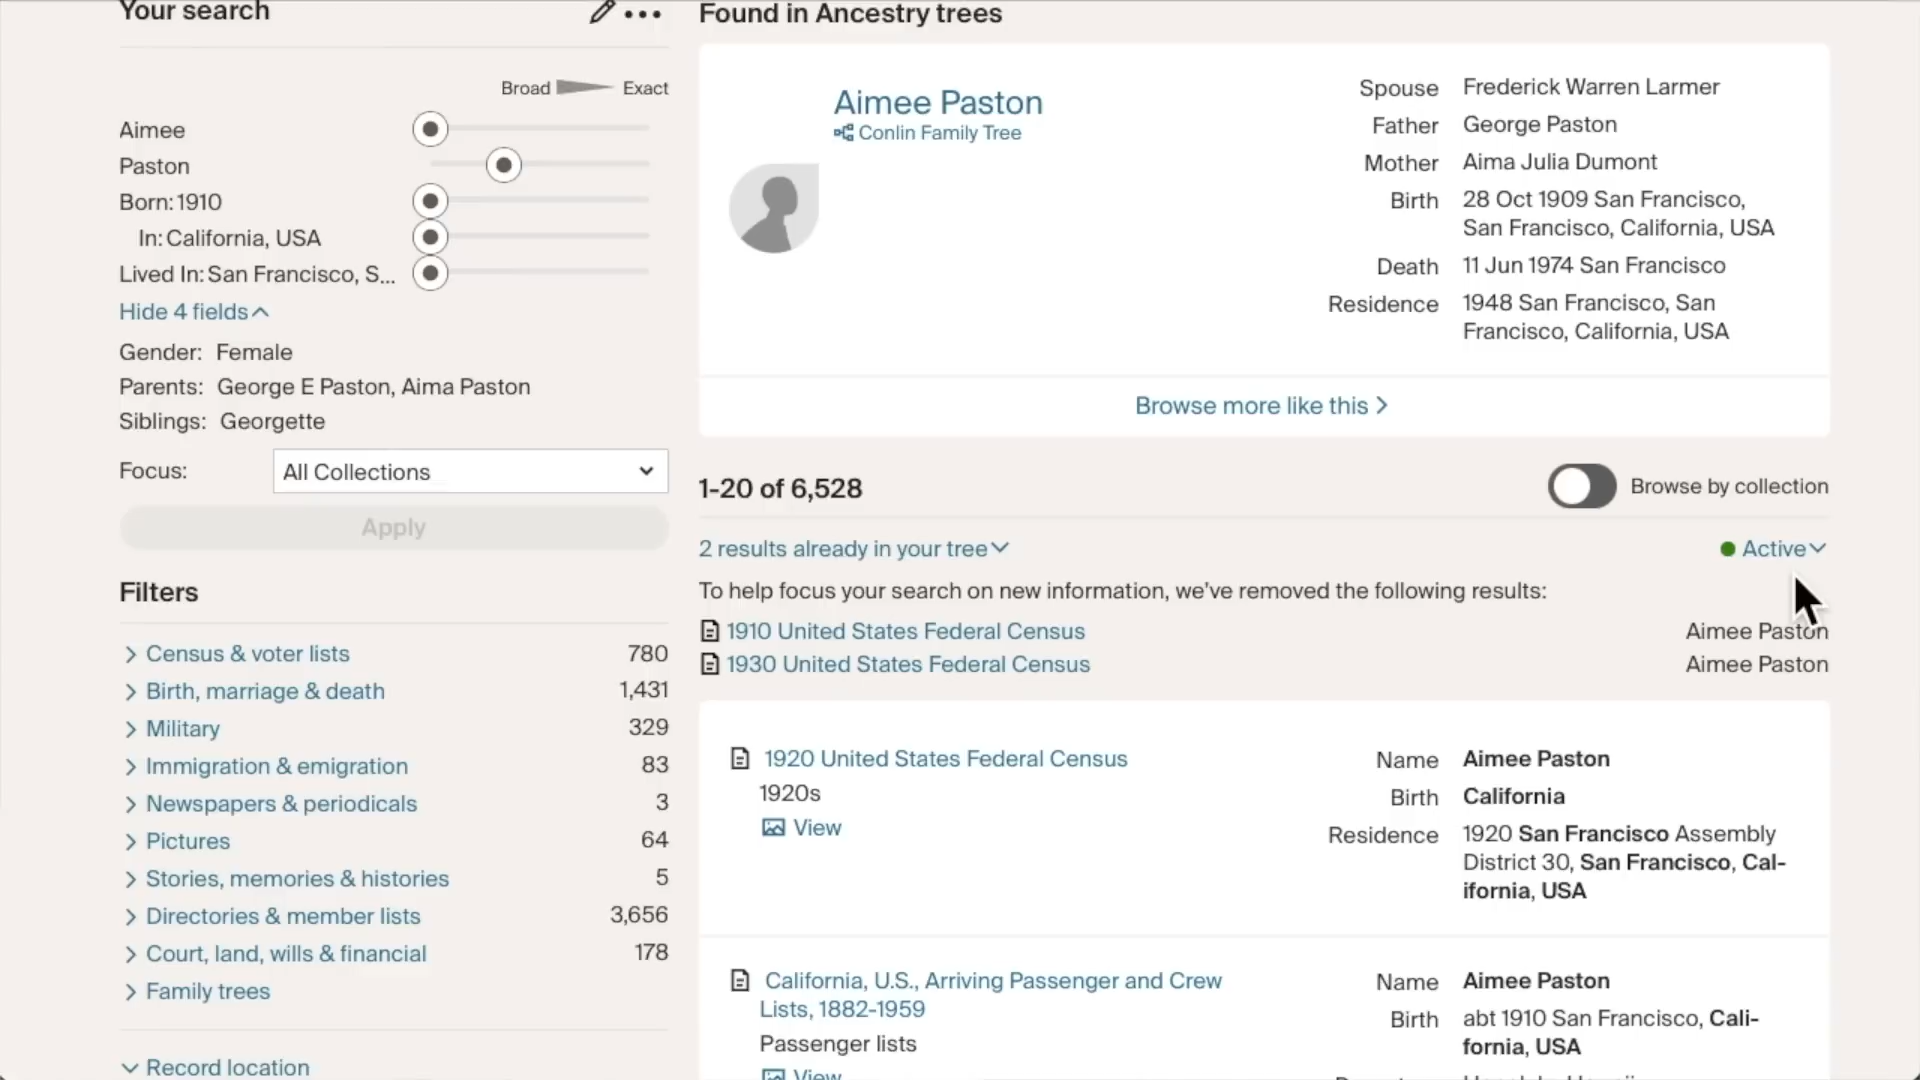 Your search
Broad Exact
Aimee
Paston
Born: 1910
In: California, USA
Lived In: San Francisco, S...
Hide 4 fields
Gender: Female
Parents: George E Paston, Aima Paston
Siblings: Georgette
Focus: All Collections
Apply
Filters
Census & voter lists 780
Birth, marriage & death 1,431
Military 329
Immigration & emigration 83
Newspapers & periodicals 3
Pictures 64
Stories, memories & histories 5
Directories & member lists 3,656
Court, land, wills & financial 178
Family trees
Record location
Found in Ancestry trees
Aimee Paston
Conlin Family Tree
Spouse Frederick Warren Larmer
Father George Paston
Mother Aima Julia Dumont
Birth 28 Oct 1909 San Francisco,
San Francisco, California, USA
Death 11 Jun 1974 San Francisco
Residence 1948 San Francisco, San
Francisco, California, USA
Browse more like this
1-20 of 6,528
Browse by collection
2 results already in your tree
Active
To help focus your search on new information, we've removed the following results:
1910 United States Federal Census Aimee Paston
1930 United States Federal Census Aimee Paston
1920 United States Federal Census
1920s
View
Name Aimee Paston
Birth California
Residence 1920 San Francisco Assembly
District 30, San Francisco, Cal-
ifornia, USA
California, U.S., Arriving Passenger and Crew
Lists, 1882-1959
Passenger lists
View
Name Aimee Paston
Birth abt 1910 San Francisco, Cali-
fornia, USA